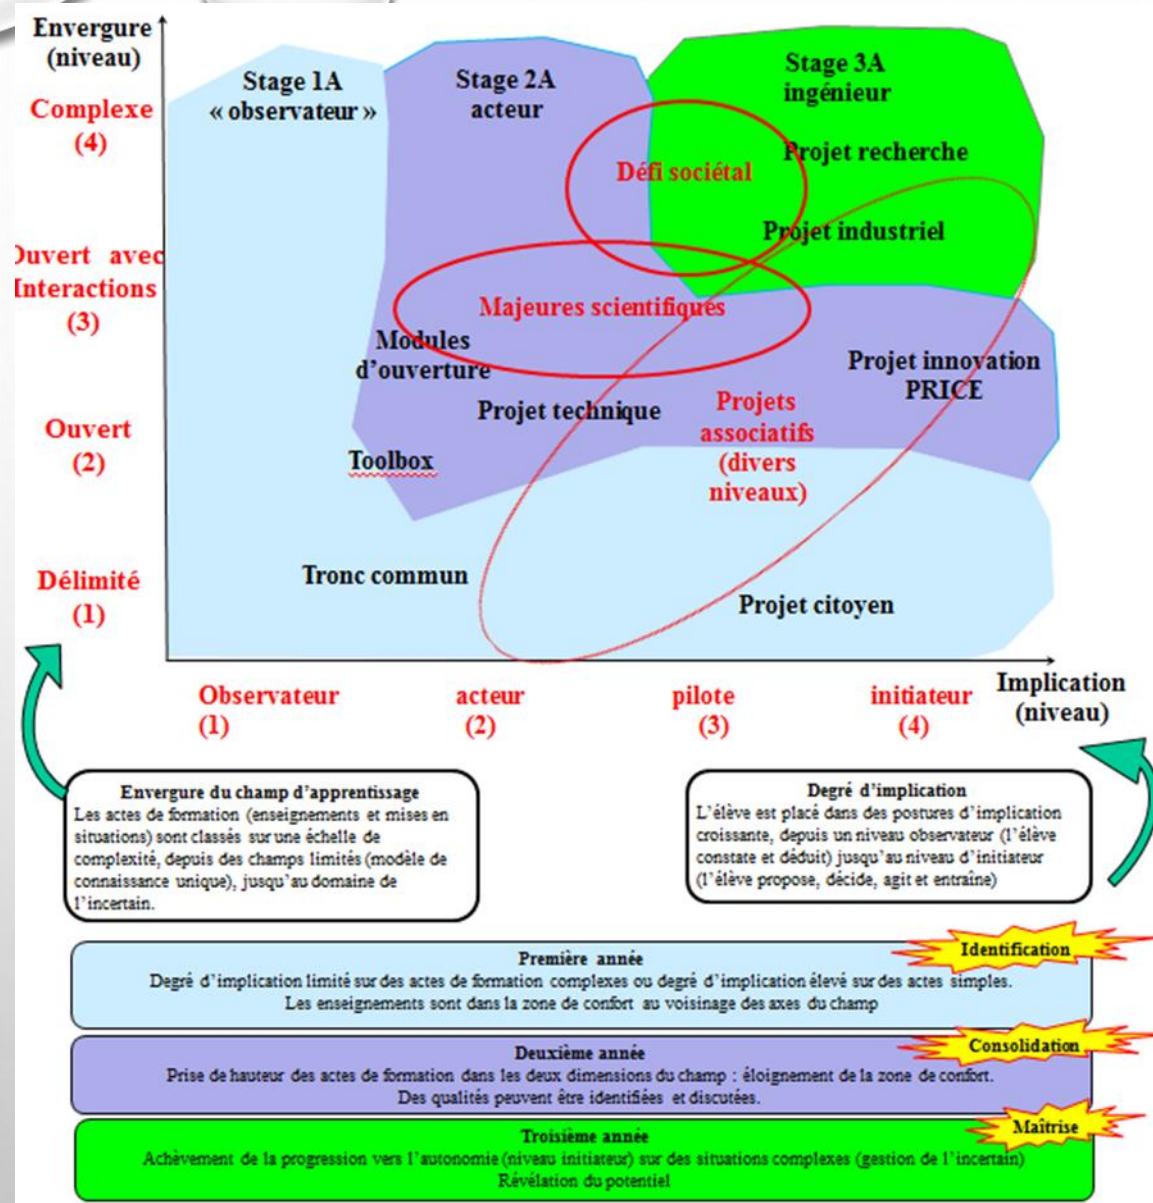 Envergure
(niveau)
Complexe
(4)
Ouvert avec
Interactions
(3)
Ouvert
(2)
Délimité
(1)
Stage 1A
« observateur »
Stage 2A
acteur
Stage 3A
ingénieur
Projet recherche
Défi sociétal
Projet industriel
Majeures scientifiques
Modules
d’ouverture
Projet innovation
PRICE
Projet technique
Projets
associatifs
(divers
niveaux)
Toolbox
Tronc commun
Projet citoyen
Observateur
(1)
acteur
(2)
pilote
(3)
initiateur
(4)
Implication
(niveau)
Envergure du champ d’apprentissage
Les actes de formation (enseignements et mises en
situations) sont classés sur une échelle de
complexité, depuis des champs limités (modèle de
connaissance unique), jusqu’au domaine de
l’incertain.
Degré d’implication
L’élève est placé dans des postures d’implication
croissante, depuis un niveau observateur (l’élève
constate et déduit) jusqu’au niveau d’initiateur
(l’élève propose, décide, agit et entraîne)
Identification
Première année
Degré d’implication limité sur des actes de formation complexes ou degré d’implication élevé sur des actes simples.
Les enseignements sont dans la zone de confort au voisinage des axes du champ
Consolidation
Deuxième année
Prise de hauteur des actes de formation dans les deux dimensions du champ : éloignement de la zone de confort.
Des qualités peuvent être identifiées et discutées.
Maîtrise
Troisième année
Achèvement de la progression vers l’autonomie (niveau initiateur) sur des situations complexes (gestion de l’incertain)
Révélation du potentiel